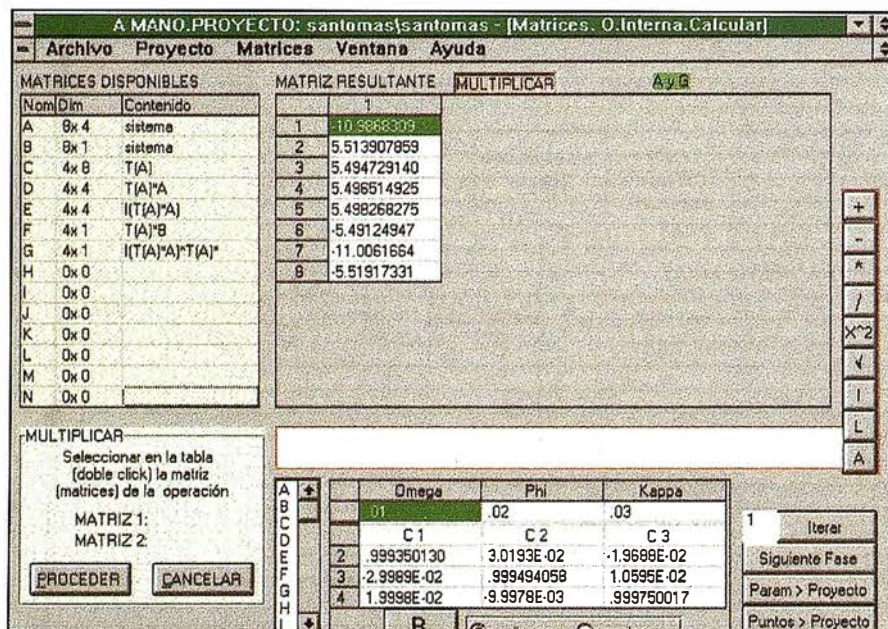 A MANO.PROYECTO: santomas\santomas - [Matrices. O.Interna.Calcular]
Archivo Proyecto Matrices Ventana Ayuda
MATRICES DISPONIBLES
Nom Dim Contenido
A 8x 4 sistema
B 8x 1 sistema
C 4x 8 T(A)
D 4x 4 T(A)*A
E 4x 4 I(T(A)*A)
F 4x 1 T(A)*B
G 4x 1 I(T(A)*A)*T(A)*
H 0x 0
I 0x 0
J 0x 0
K 0x 0
L 0x 0
M 0x 0
N 0x 0
MATRIZ RESULTANTE MULTIPLICAR A y G
1
1 -10.9868309
2 5.513907859
3 5.494729140
4 5.496514925
5 5.498268275
6 -5.49124947
7 -11.0061664
8 -5.51917331
+
-
*
/
X^2
√
I
L
A
MULTIPLICAR
Seleccionar en la tabla
(doble click) la matriz
(matrices) de la operación
MATRIZ 1:
MATRIZ 2:
PROCEDER CANCELAR
A
B
C
D
E
F
G
H
Omega Phi Kappa
.01 .02 .03
C 1 C 2 C 3
2 .999350130 3.0193E-02 -1.9688E-02
3 -2.9989E-02 .999494058 1.0595E-02
4 1.9998E-02 -9.9978E-03 .999750017
1 Iterar
Siguiente Fase
Param > Proyecto
Puntos > Proyecto